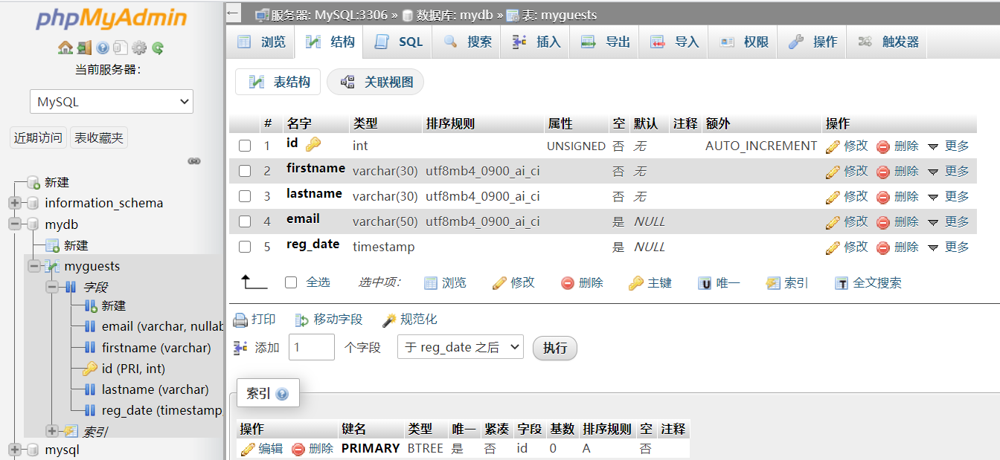 phpMyAdmin
当前服务器:
MySQL
近期访问 表收藏夹
新建
information_schema
mydb
新建
myguests
字段
新建
email (varchar, nullab
firstname (varchar)
id (PRI, int)
lastname (varchar)
reg_date (timestamp,
索引
mysql
← 服务器: MySQL:3306 » 数据库: mydb » 表: myguests
浏览 结构 SQL 搜索 插入 导出 导入 权限 操作 触发器
表结构 关联视图
# 名字 类型 排序规则 属性 空 默认 注释 额外 操作
1 id int UNSIGNED 否 无 AUTO_INCREMENT 修改 删除 更多
2 firstname varchar(30) utf8mb4_0900_ai_ci 否 无 修改 删除 更多
3 lastname varchar(30) utf8mb4_0900_ai_ci 否 无 修改 删除 更多
4 email varchar(50) utf8mb4_0900_ai_ci 是 NULL 修改 删除 更多
5 reg_date timestamp 是 NULL 修改 删除 更多
全选 选中项: 浏览 修改 删除 主键 U 唯一 索引 T 全文搜索
打印 移动字段 规范化
添加 1 个字段 于 reg_date 之后 执行
索引
操作 键名 类型 唯一 紧凑 字段 基数 排序规则 空 注释
编辑 删除 PRIMARY BTREE 是 否 id 0 A 否